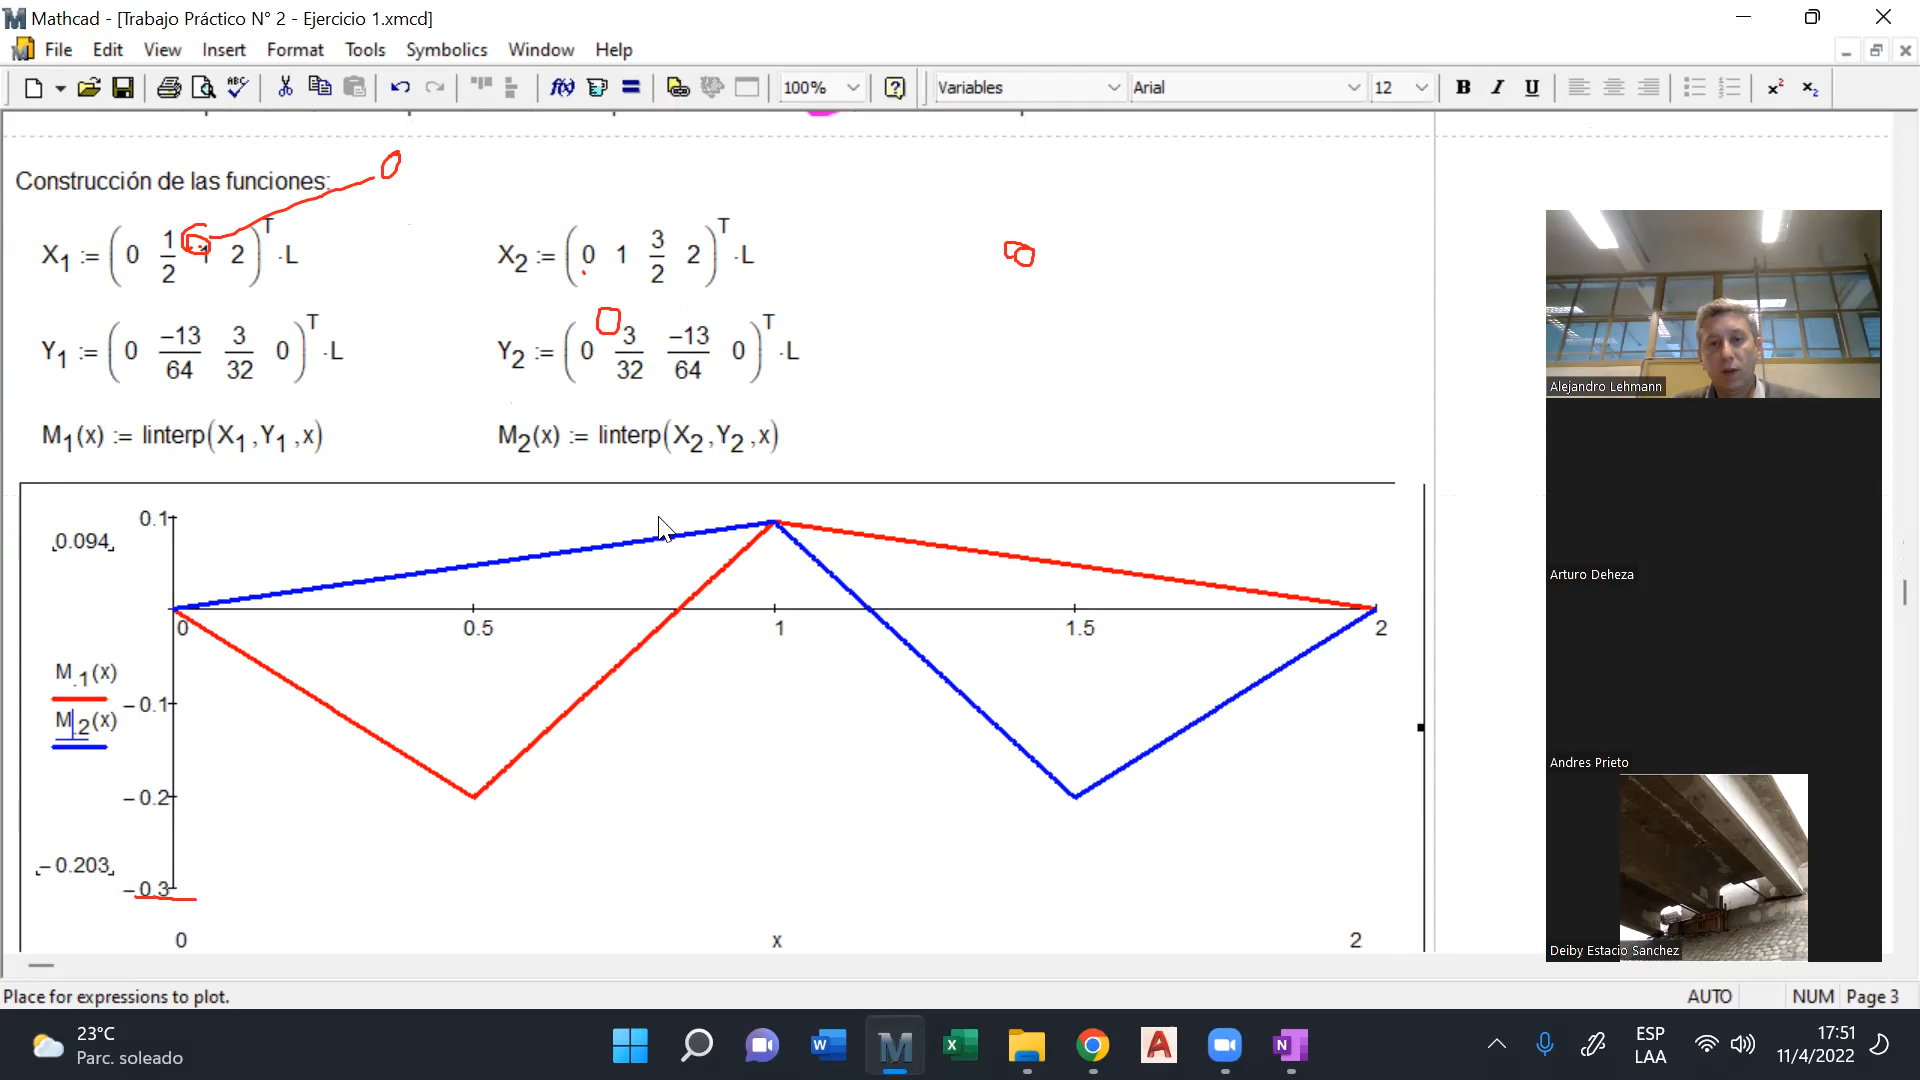 Mathcad - [Trabajo Práctico N° 2 - Ejercicio 1.xmcd]
File Edit View Insert Format Tools Symbolics Window Help
100% Variables Arial 12 B I U x² x₂
Construcción de las funciones:
X₁ := (0 1/2 1 2)ᵀ ·L X₂ := (0 1 3/2 2)ᵀ ·L
Y₁ := (0 -13/64 3/32 0)ᵀ ·L Y₂ := (0 3/32 -13/64 0)ᵀ ·L
M₁(x) := linterp(X₁,Y₁,x) M₂(x) := linterp(X₂,Y₂,x)
0.1
0.094
0 0.5 1 1.5 2
M.1(x)
M.2(x)
-0.1
-0.2
-0.203
-0.3
0 x 2
Alejandro Lehmann
Arturo Deheza
Andres Prieto
Deiby Estacio Sanchez
Place for expressions to plot. AUTO NUM Page 3
23°C
Parc. soleado
ESP
LAA
17:51
11/4/2022